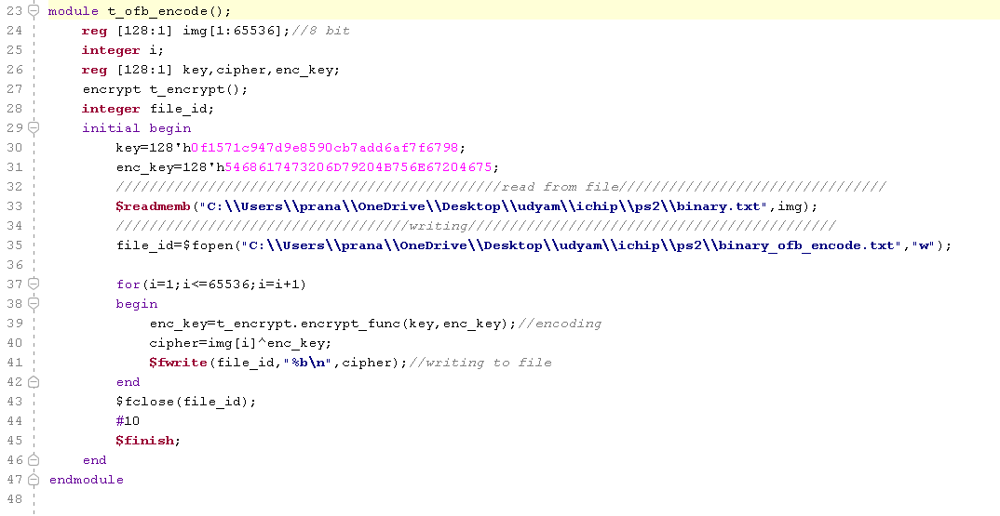 23 module t_ofb_encode();
24     reg [128:1] img[1:65536];//8 bit
25     integer i;
26     reg [128:1] key,cipher,enc_key;
27     encrypt t_encrypt();
28     integer file_id;
29     initial begin
30         key=128'h0f1571c947d9e8590cb7add6af7f6798;
31         enc_key=128'h5468617473206D79204B756E67204675;
32         //////////////////////////////////////////////read from file////////////////////////////////
33         $readmemb("C:\\Users\\prana\\OneDrive\\Desktop\\udyam\\ichip\\ps2\\binary.txt",img);
34         ///////////////////////////////////writing////////////////////////////////////////////
35         file_id=$fopen("C:\\Users\\prana\\OneDrive\\Desktop\\udyam\\ichip\\ps2\\binary_ofb_encode.txt","w");
36
37         for(i=1;i<=65536;i=i+1)
38         begin
39             enc_key=t_encrypt.encrypt_func(key,enc_key);//encoding
40             cipher=img[i]^enc_key;
41             $fwrite(file_id,"%b\n",cipher);//writing to file
42         end
43         $fclose(file_id);
44         #10
45         $finish;
46     end
47 endmodule
48